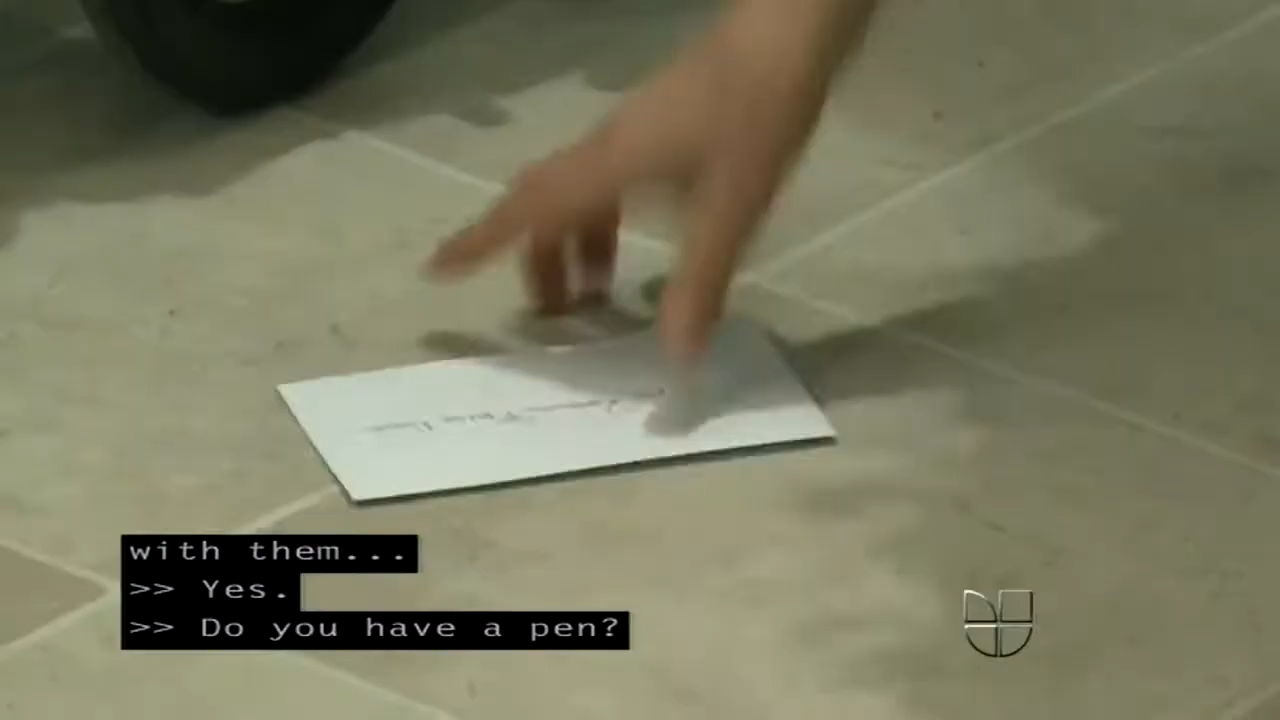 with them...
>> Yes.
>> Do you have a pen?